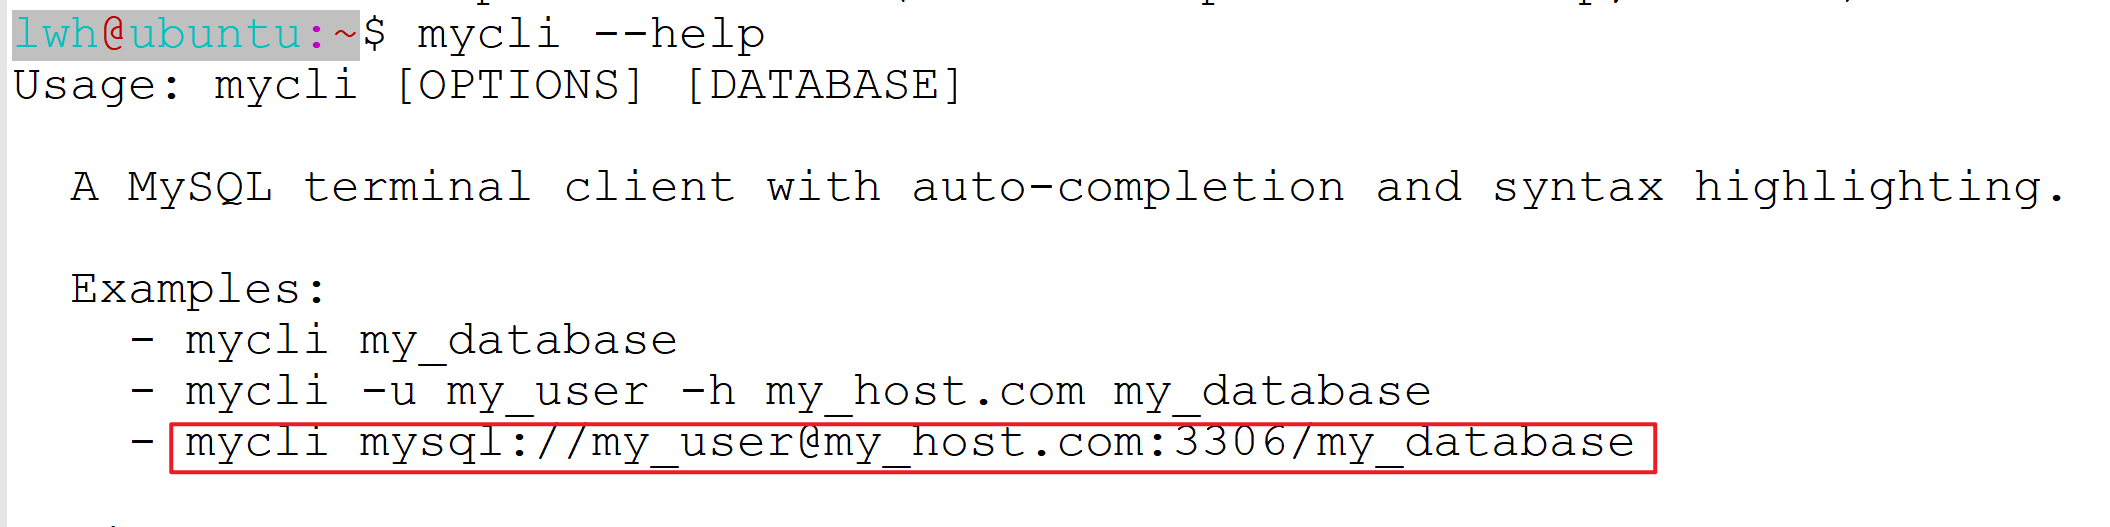 lwh@ubuntu:~$ mycli --help
Usage: mycli [OPTIONS] [DATABASE]
A MySQL terminal client with auto-completion and syntax highlighting.
Examples:
- mycli my_database
- mycli -u my_user -h my_host.com my_database
- mycli mysql://my_user@my_host.com:3306/my_database